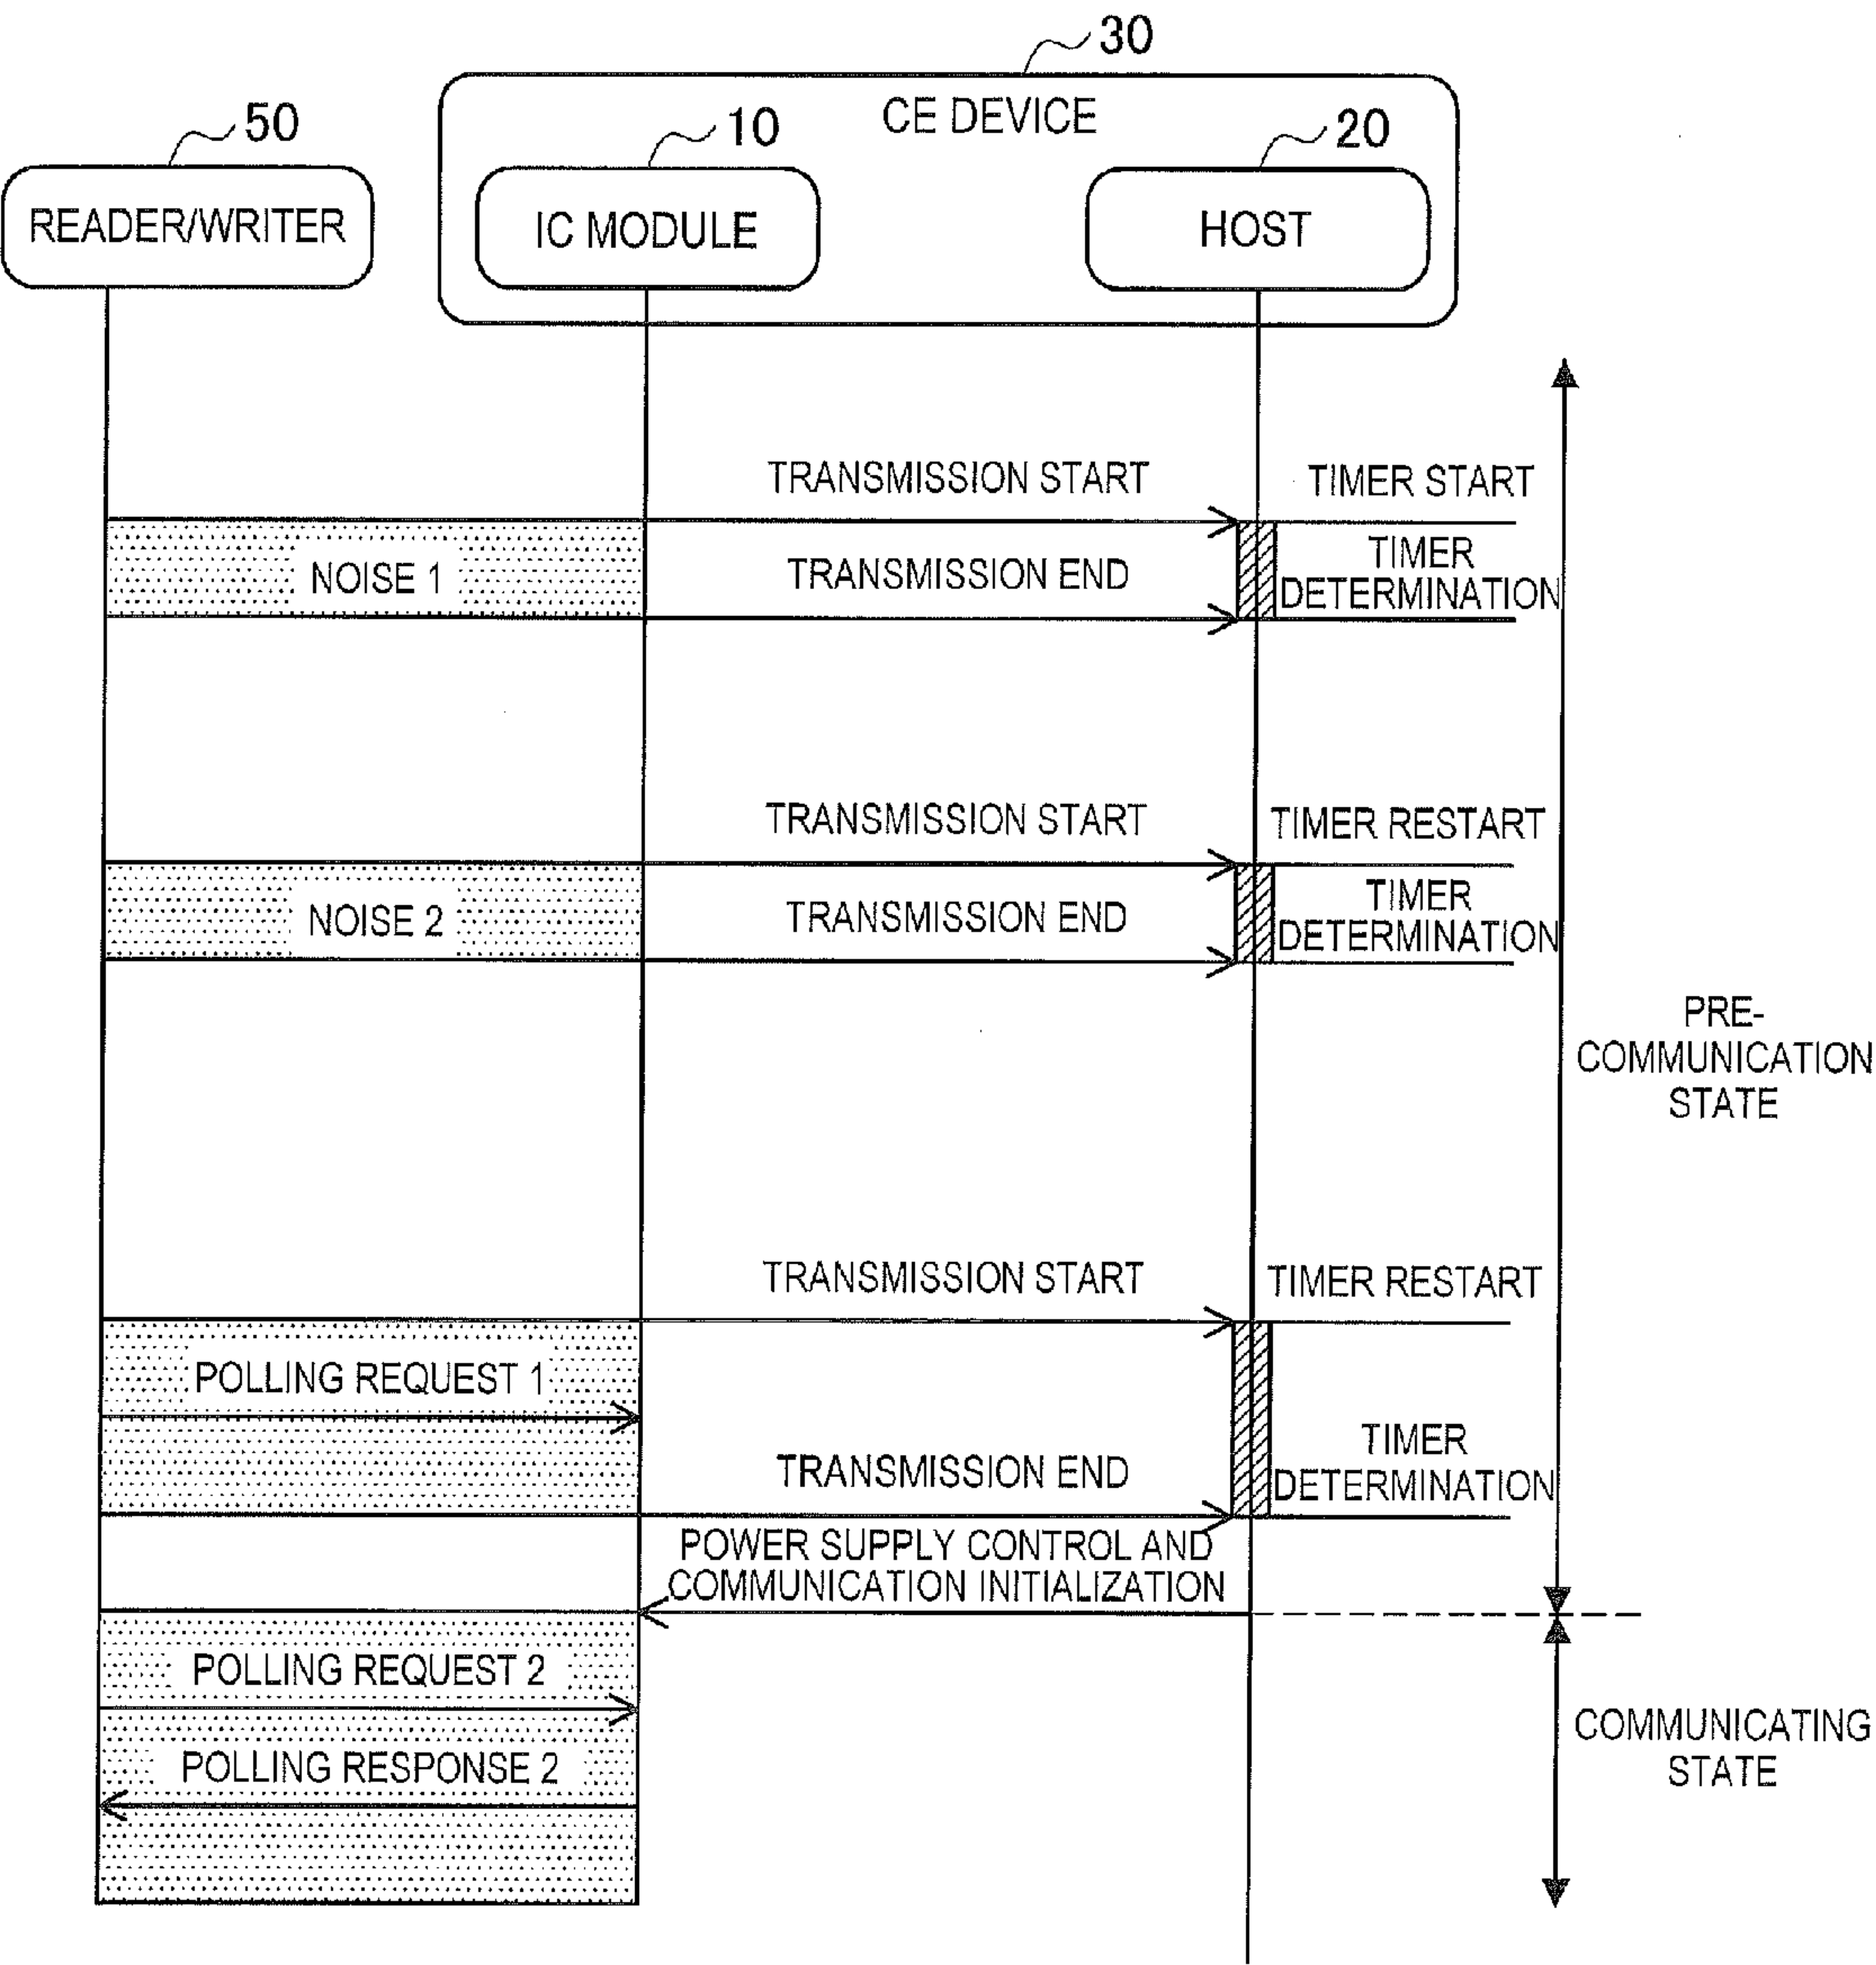 30
CE DEVICE
50
10
20
READER/WRITER
IC MODULE
HOST
TRANSMISSION START
TIMER START
NOISE 1
TRANSMISSION END
TIMER
DETERMINATION
TRANSMISSION START
TIMER RESTART
NOISE 2
TRANSMISSION END
TIMER
DETERMINATION
PRE-
COMMUNICATION
STATE
TRANSMISSION START
TIMER RESTART
POLLING REQUEST 1
TRANSMISSION END
TIMER
DETERMINATION
POWER SUPPLY CONTROL AND
COMMUNICATION INITIALIZATION
POLLING REQUEST 2
POLLING RESPONSE 2
COMMUNICATING
STATE